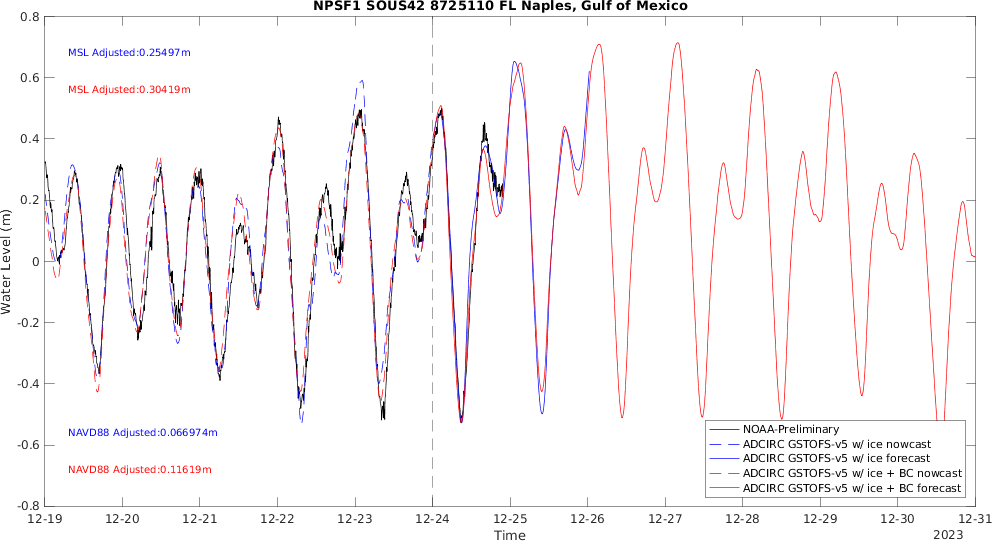 NPSF1 SOUS42 8725110 FL Naples, Gulf of Mexico
MSL Adjusted:0.25497m
MSL Adjusted:0.30419m
NAVD88 Adjusted:0.066974m
NAVD88 Adjusted:0.11619m
Water Level (m)
0.8
0.6
0.4
0.2
0
-0.2
-0.4
-0.6
-0.8
NOAA-Preliminary
ADCIRC GSTOFS-v5 w/ ice nowcast
ADCIRC GSTOFS-v5 w/ ice forecast
ADCIRC GSTOFS-v5 w/ ice + BC nowcast
ADCIRC GSTOFS-v5 w/ ice + BC forecast
12-19 12-20 12-21 12-22 12-23 12-24 12-25 12-26 12-27 12-28 12-29 12-30 12-31
Time
2023